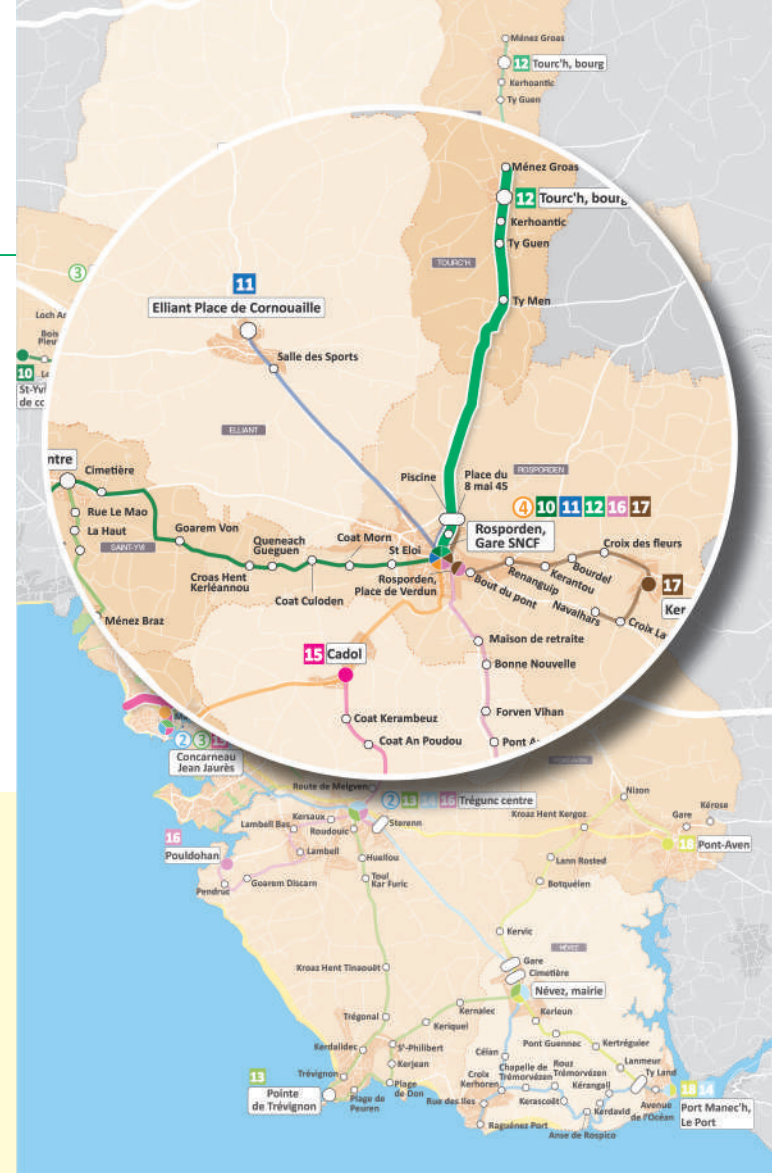 Ménez Groas
12 Tourc'h, bourg
Kerhoantic
Ty Guen
Ménez Groas
12 Tourc'h, bourg
Kerhoantic
Ty Guen
TOURC'H
3
11
Elliant Place de Cornouaille
Ty Men
Salle des Sports
10
ELLIANT
Cimetière
Rue Le Mao
La Haut
SAINT-YVI
Goarem Von
Queneach
Gueguen
Croas Hent
Kerléannou
Coat Morn
Coat Culoden
St Eloi
Rosporden,
Place de Verdun
Piscine
Place du
8 mai 45
ROSPORDEN
4 10 11 12 16 17
Rosporden,
Gare SNCF
Croix des fleurs
Bourdel
Kerantou
Renanguip
Bout du pont
Navalhars
17
Ménez Braz
15 Cadol
Maison de retraite
Bonne Nouvelle
Coat Kerambeuz
Forven Vihan
Coat An Poudou
2 3
Concarneau
Jean Jaurès
Route de Melgven
2 13 14 16 Trégunc centre
Kersaux
Lambell Bas
Roudouic
Sterenn
Nizon
Kérose
Gare
Kroaz Hent Kergoz
18 Pont-Aven
16
Pouldohan
Lambell
Huellou
Toul
Kar Furic
Goarem Discarn
Pendruc
Lann Rosted
Botquélen
Kervic
NÉVEZ
Gare
Cimetière
Névez, mairie
Kroaz Hent Tinaouët
Trégonal
Kernalec
Keriquel
Kerleun
Pont Guennec
Kertréguier
Kerdalidec
St-Philibert
Kerjean
Célan
Lanmeur
Ty Land
13
Trévignon
Pointe
de Trévignon
Plage de
Peuren
Plage
de Don
Croix
Kerhoren
Chapelle de
Trémorvézen
Rouz
Trémorvézen
Kérangall
Rue des Iles
Kerascoët
Kerdavid
Avenue
de l'Océan
18 14
Port Manec'h,
Le Port
Raguénez Port
Anse de Rospico